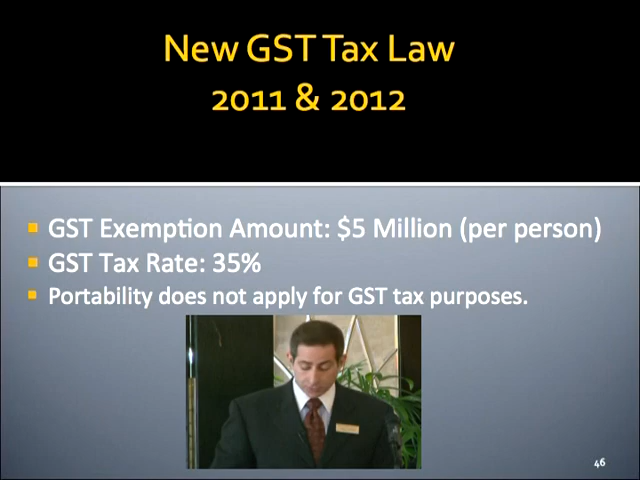 New GST Tax Law
2011 & 2012
GST Exemption Amount: $5 Million (per person)
GST Tax Rate: 35%
Portability does not apply for GST tax purposes.
46